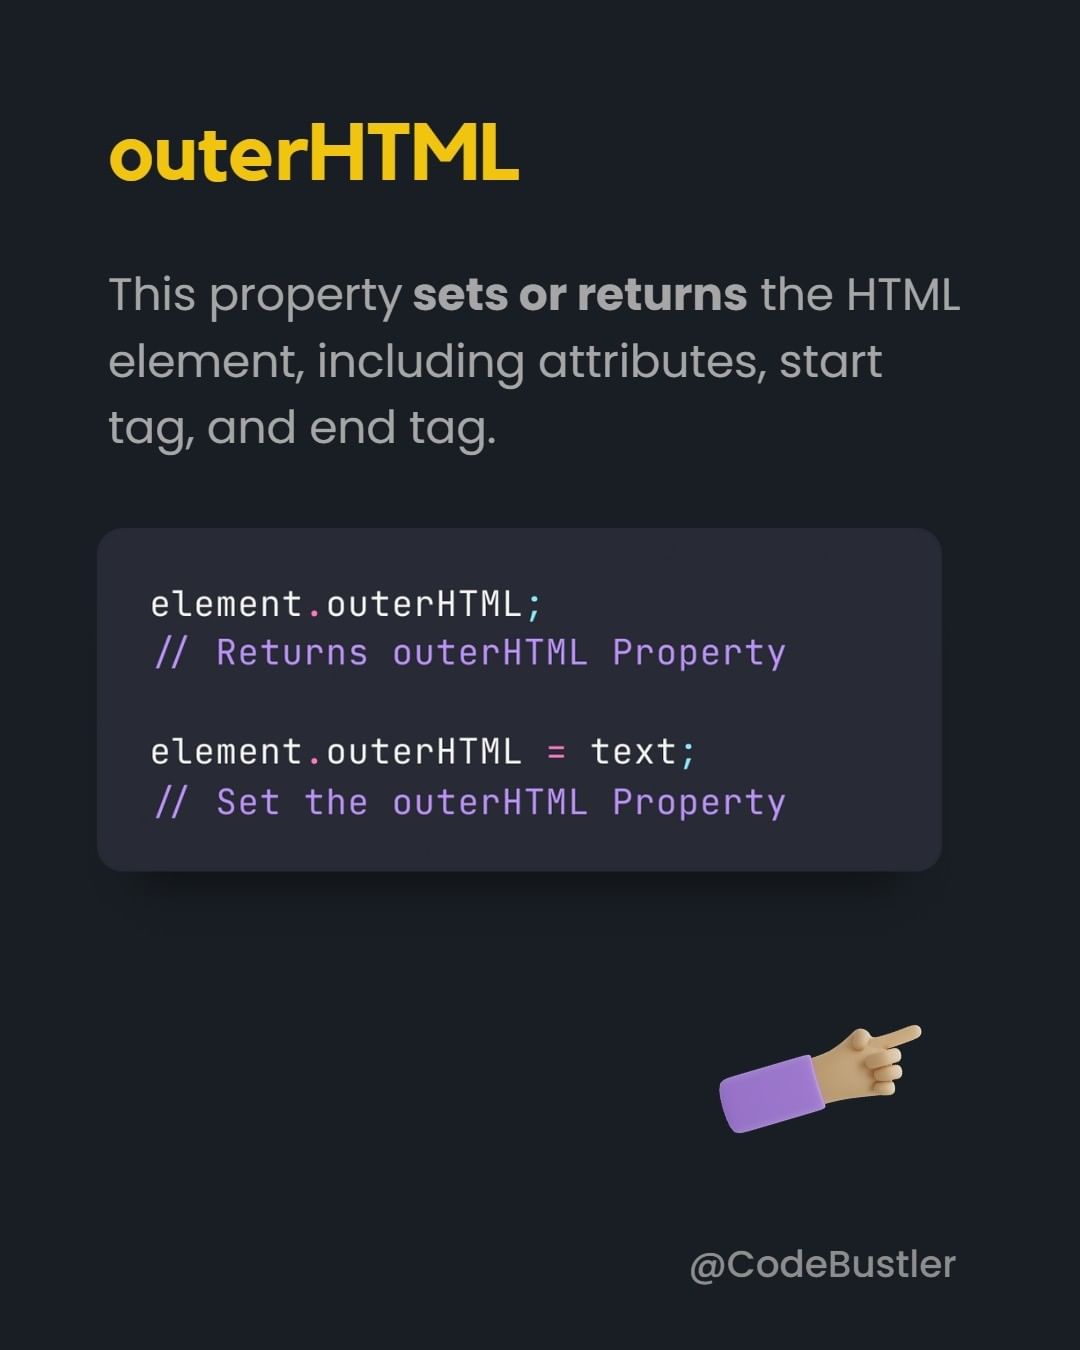 outerHTML
This property sets or returns the HTML
element, including attributes, start
tag, and end tag.
element.outerHTML;
// Returns outerHTML Property
element.outerHTML = text;
// Set the outerHTML Property
@CodeBustler